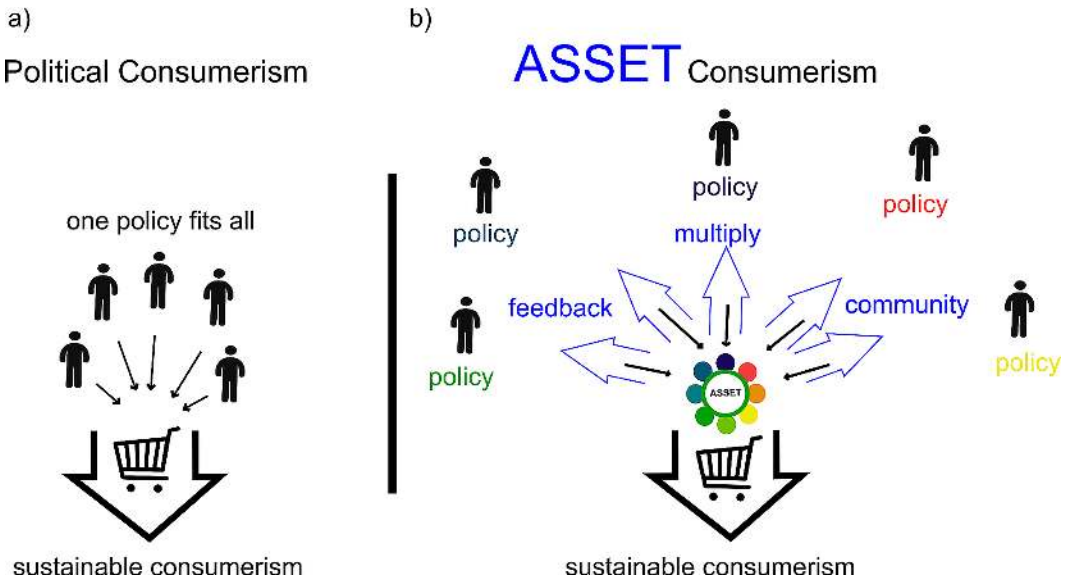 a)
Political Consumerism
one policy fits all
sustainable consumerism
b)
ASSET Consumerism
policy
policy
policy
multiply
feedback
community
policy
policy
ASSET
sustainable consumerism